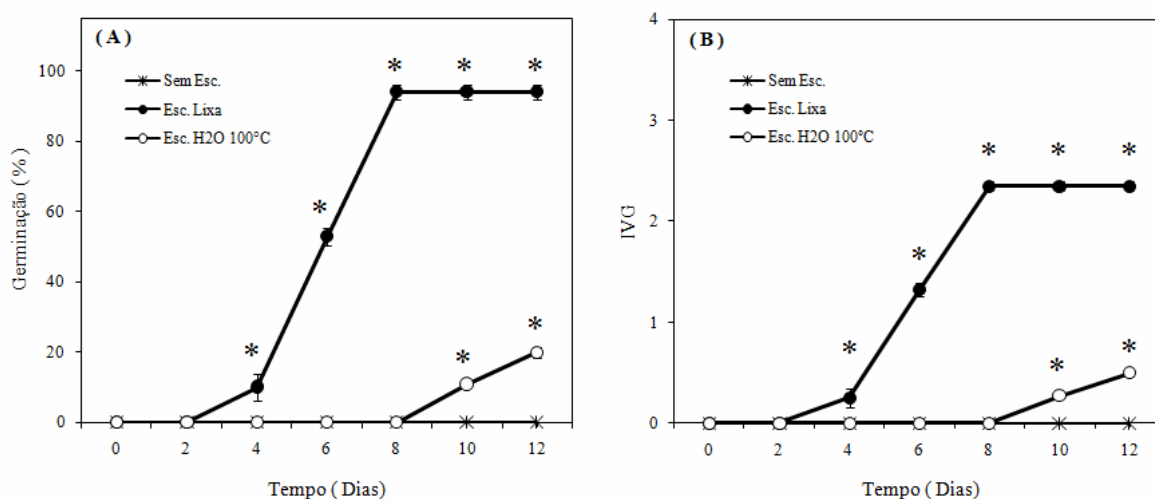 ( A )
Sem Esc.
Esc. Lixa
Esc. H2O 100°C
Germinação ( % )
100
80
60
40
20
0
0 2 4 6 8 10 12
Tempo ( Dias)
* * * * * * *
( B )
Sem Esc.
Esc. Lixa
Esc. H2O 100°C
IVG
4
3
2
1
0
0 2 4 6 8 10 12
Tempo ( Dias)
* * * * * * *